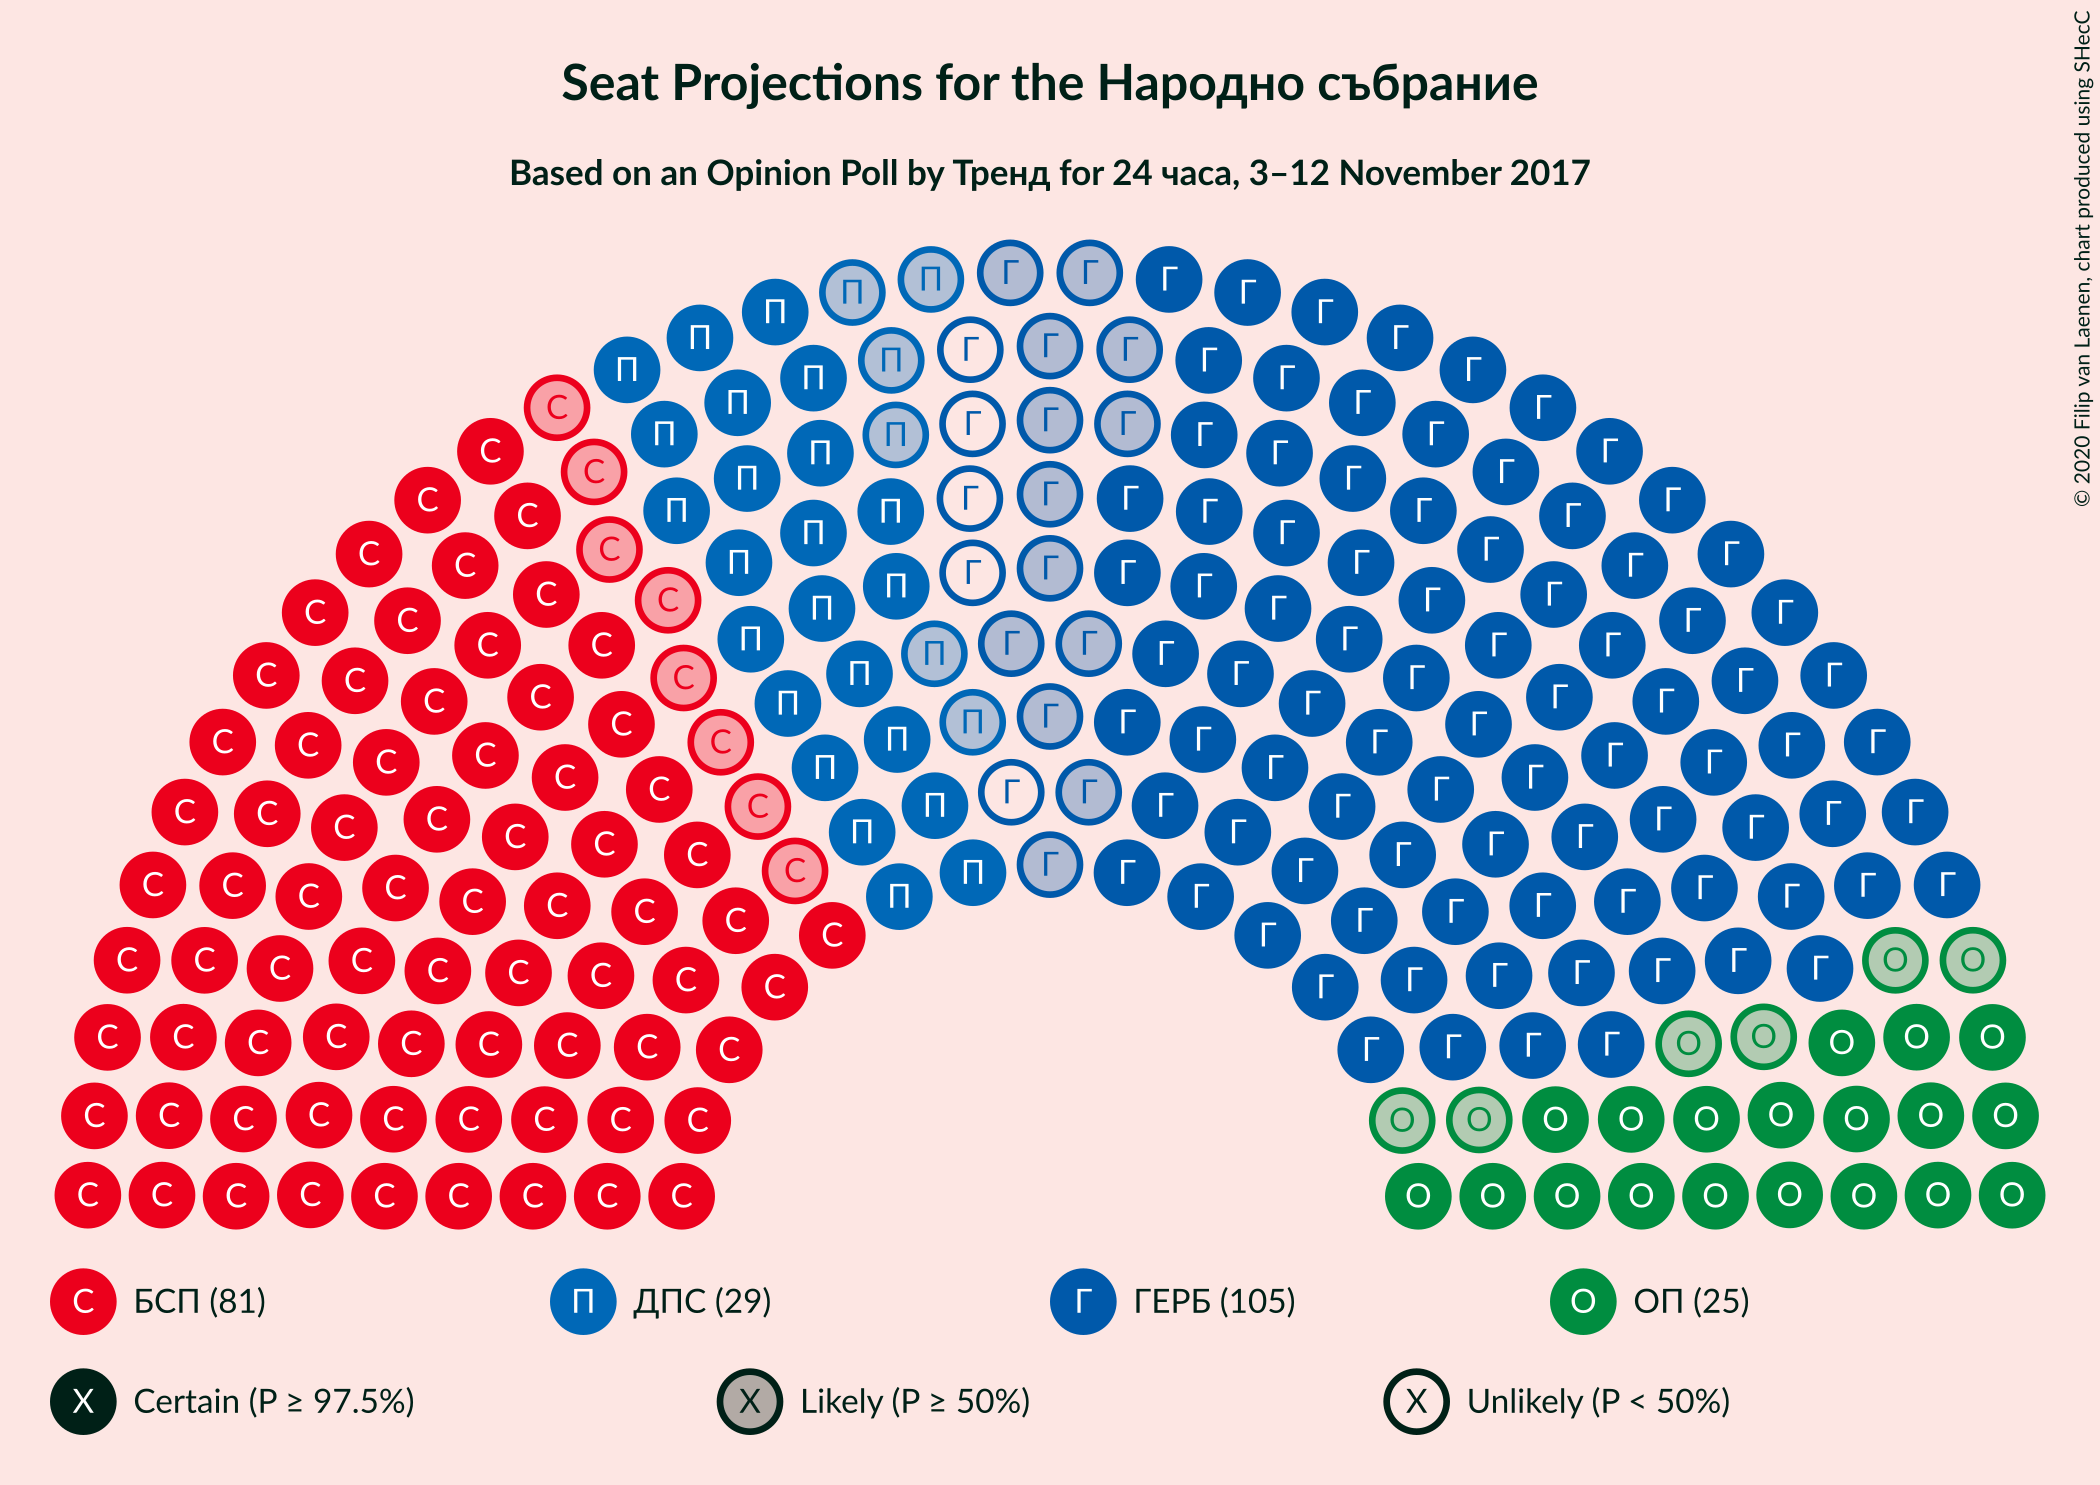 Seat Projections for the Народно събрание
Based on an Opinion Poll by Тренд for 24 часа, 3–12 November 2017
© 2020 Filip van Laenen, chart produced using SHecC
С БСП (81) П ДПС (29) Г ГЕРБ (105) О ОП (25)
X Certain (P ≥ 97.5%) X Likely (P ≥ 50%) X Unlikely (P < 50%)